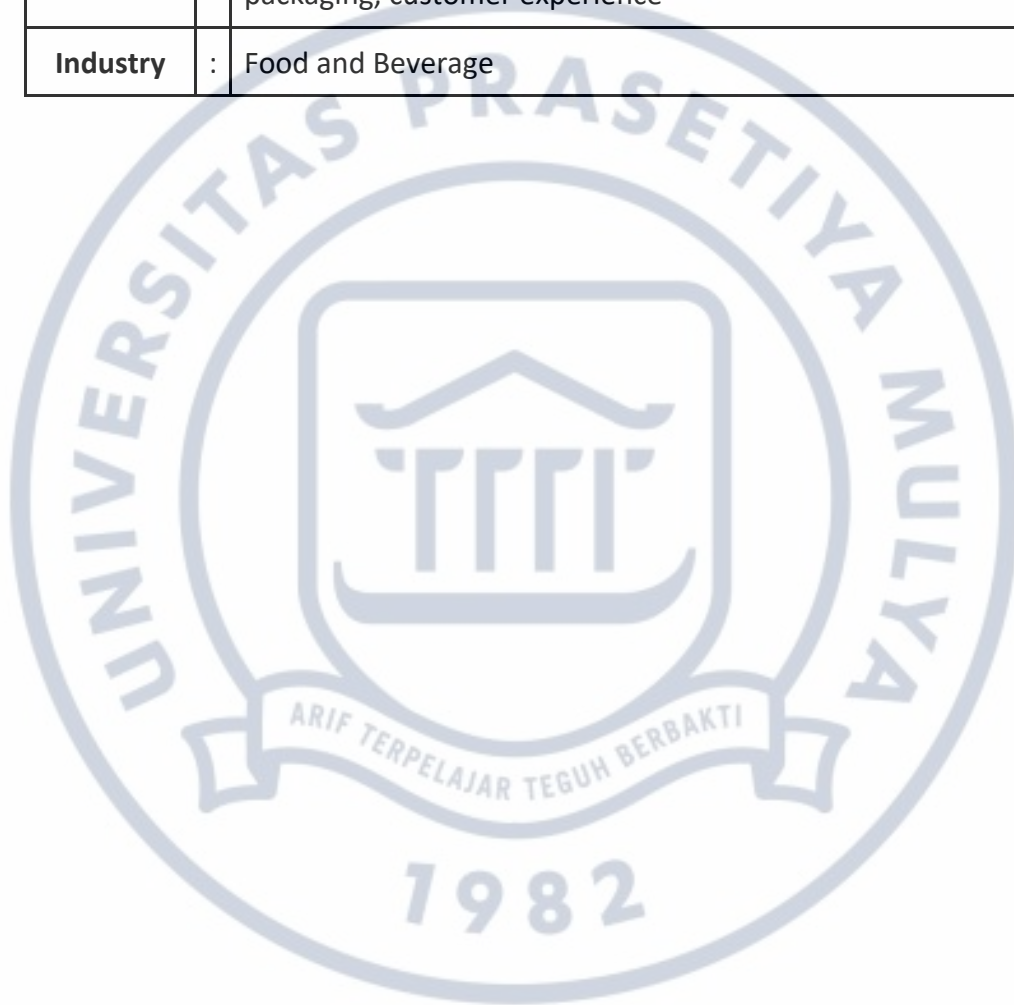 packaging, customer experience
Industry : Food and Beverage
UNIVERSITAS PRASETIYA MULYA
ARIF TERPELAJAR TEGUH BERBAKTI
1982